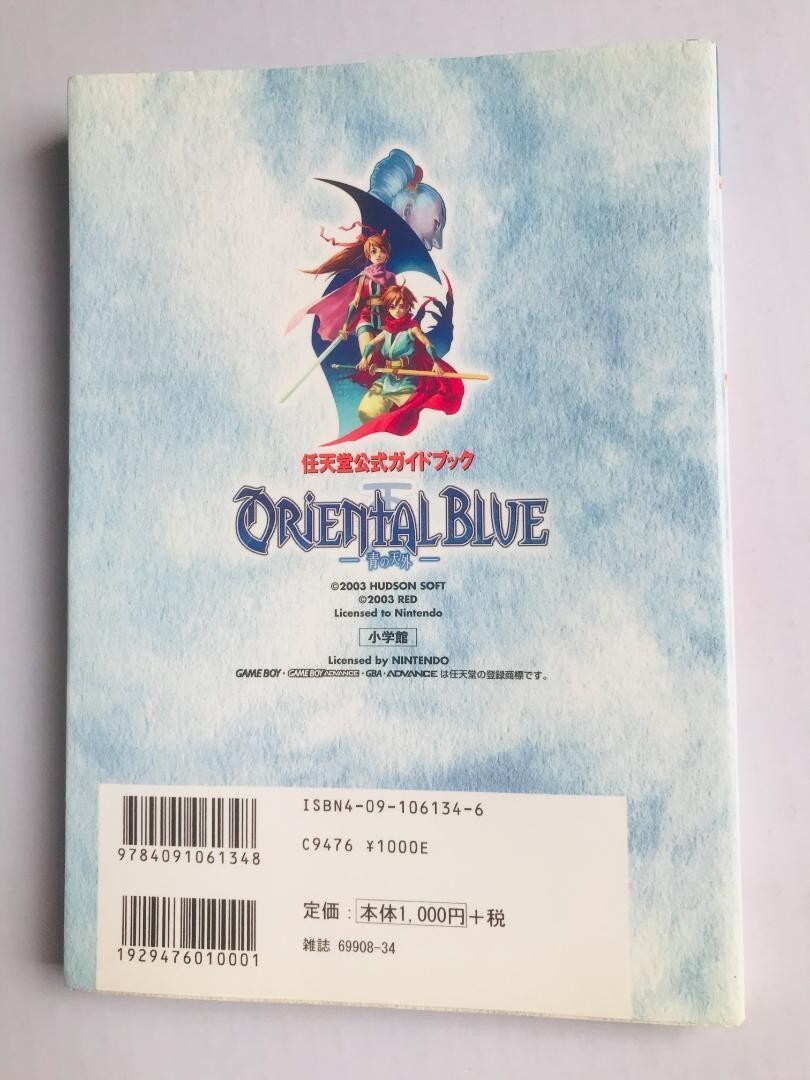 任天堂公式ガイドブック
天
ORIENTAL BLUE
青の天外
©2003 HUDSON SOFT
©2003 RED
Licensed to Nintendo
小学館
Licensed by NINTENDO
GAME BOY・GAME BOY ADVANCE・GBA・ADVANCE は任天堂の登録商標です。
ISBN4-09-106134-6
9784091061348
C9476 ¥1000E
定価：本体1,000円+税
雑誌 69908-34
1929476010001